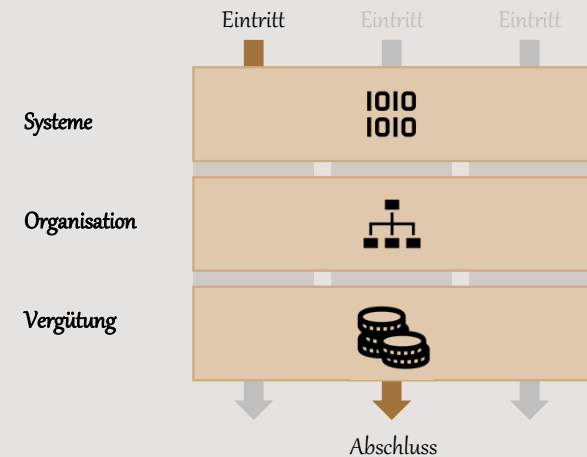 Eintritt Eintritt Eintritt
Systeme
1010
1010
Organisation
Vergütung
Abschluss